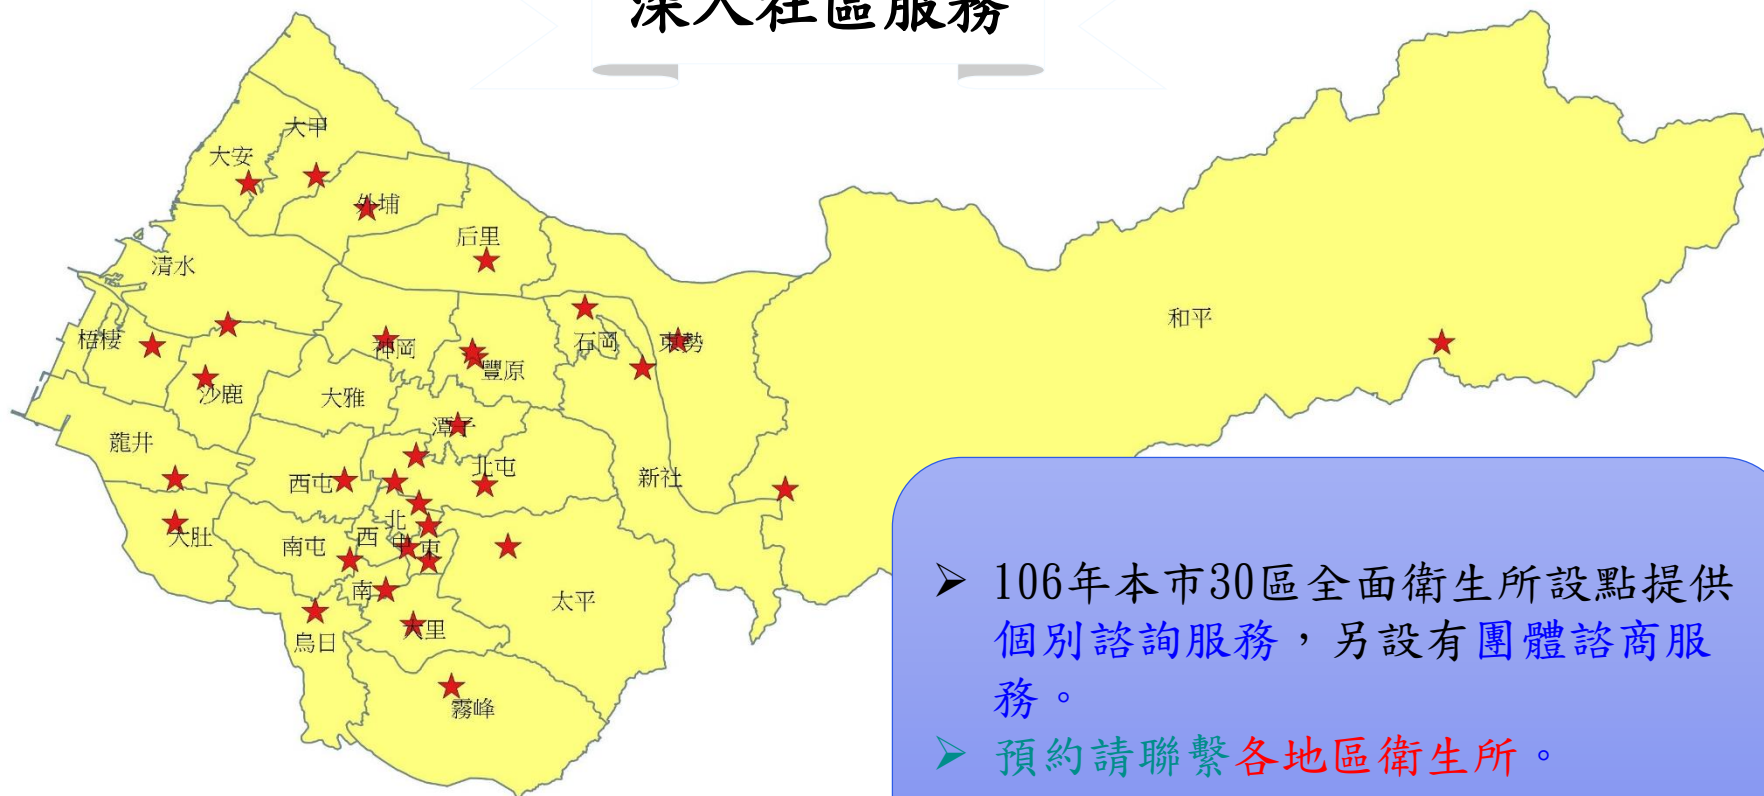 深入社區服務
大甲
大安
外埔
后里
清水
和平
梧棲
神岡
石岡
東勢
豐原
沙鹿
大雅
潭子
龍井
北屯
新社
西屯
北
大肚
南屯
西
中
東
南
太平
大里
烏日
霧峰
➢ 106年本市30區全面衛生所設點提供
個別諮詢服務，另設有團體諮商服
務。
➢ 預約請聯繫各地區衛生所。